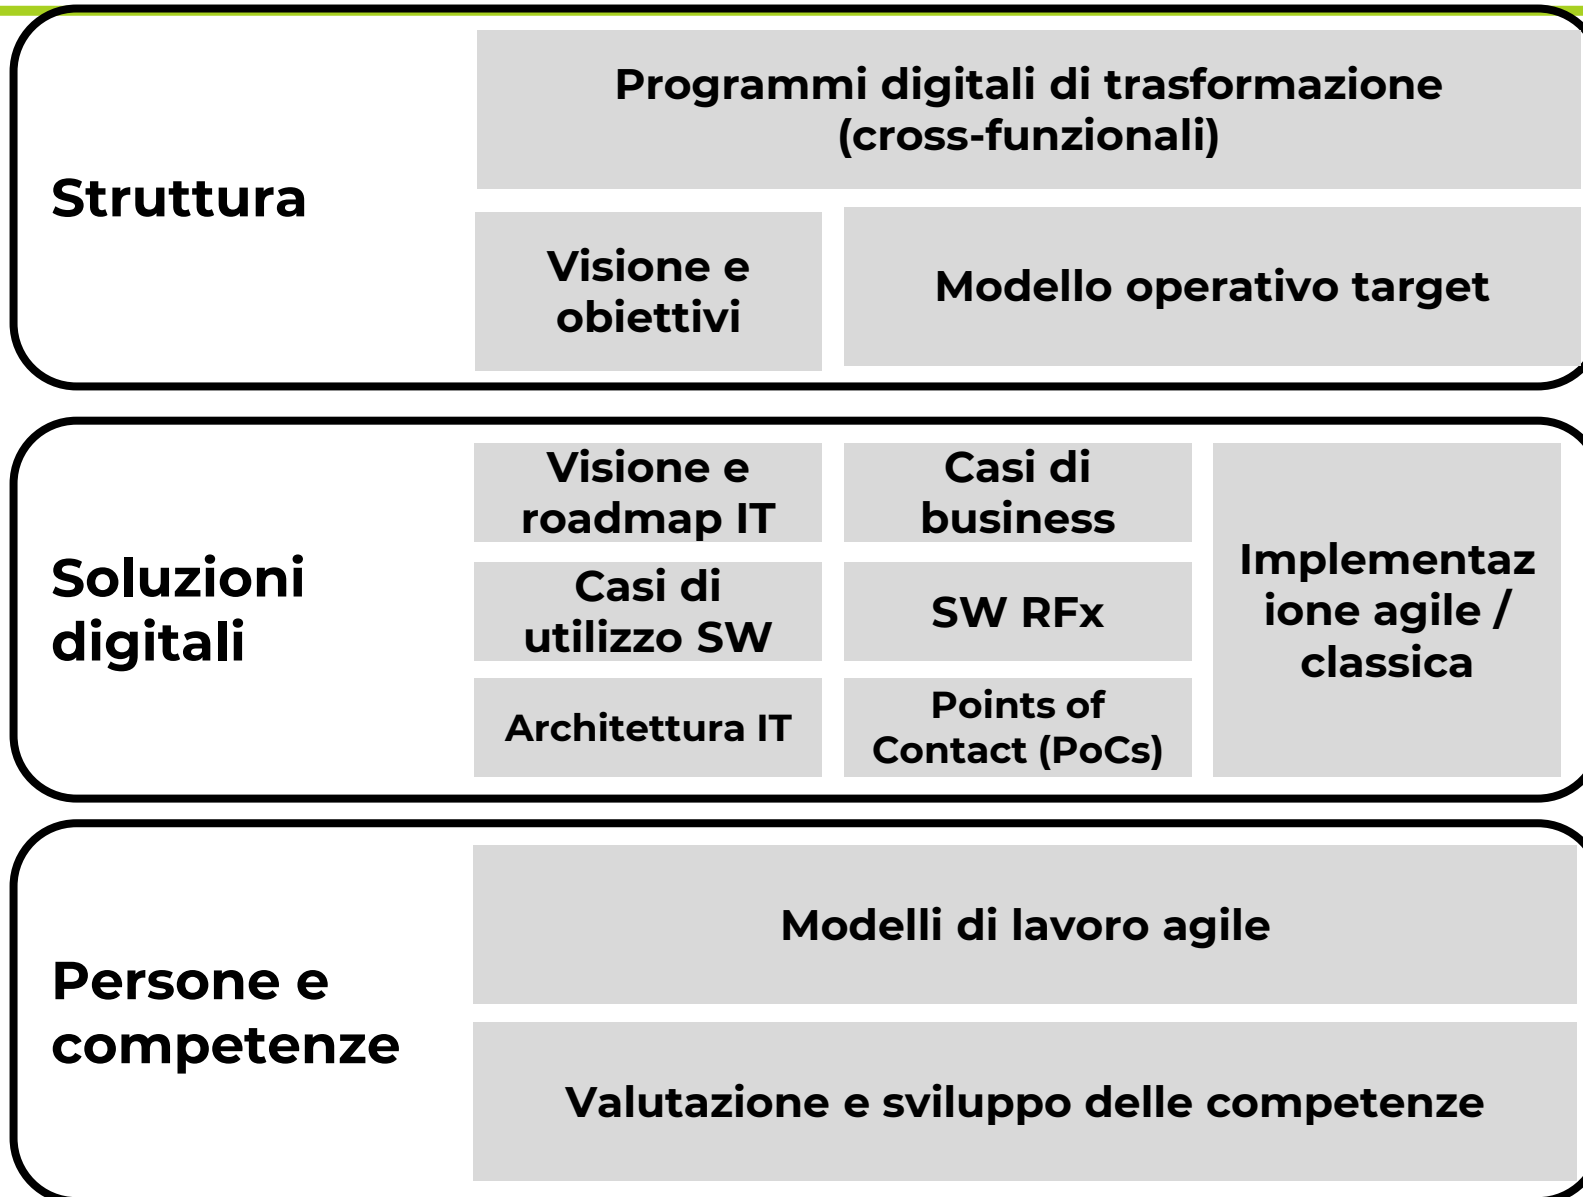 Struttura
Programmi digitali di trasformazione
(cross-funzionali)
Visione e
obiettivi
Modello operativo target
Soluzioni
digitali
Visione e
roadmap IT
Casi di
business
Casi di
utilizzo SW
SW RFx
Architettura IT
Points of
Contact (PoCs)
Implementaz
ione agile /
classica
Persone e
competenze
Modelli di lavoro agile
Valutazione e sviluppo delle competenze